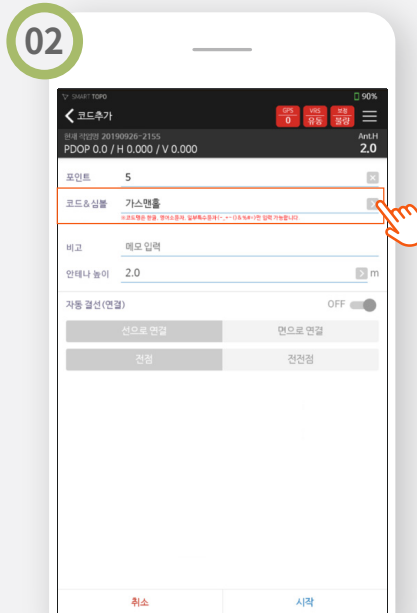 02
SMART TOPO
90%
코드추가
GPS
0
VRS
유동
보정
불량
현재 작업명 20190926-2155
Ant.H
PDOP 0.0 / H 0.000 / V 0.000
2.0
포인트
5
코드&심볼
가스맨홀
비고
메모 입력
안테나 높이
2.0
m
자동 결선(연결)
OFF
선으로 연결
면으로 연결
전점
전전점
취소
시작